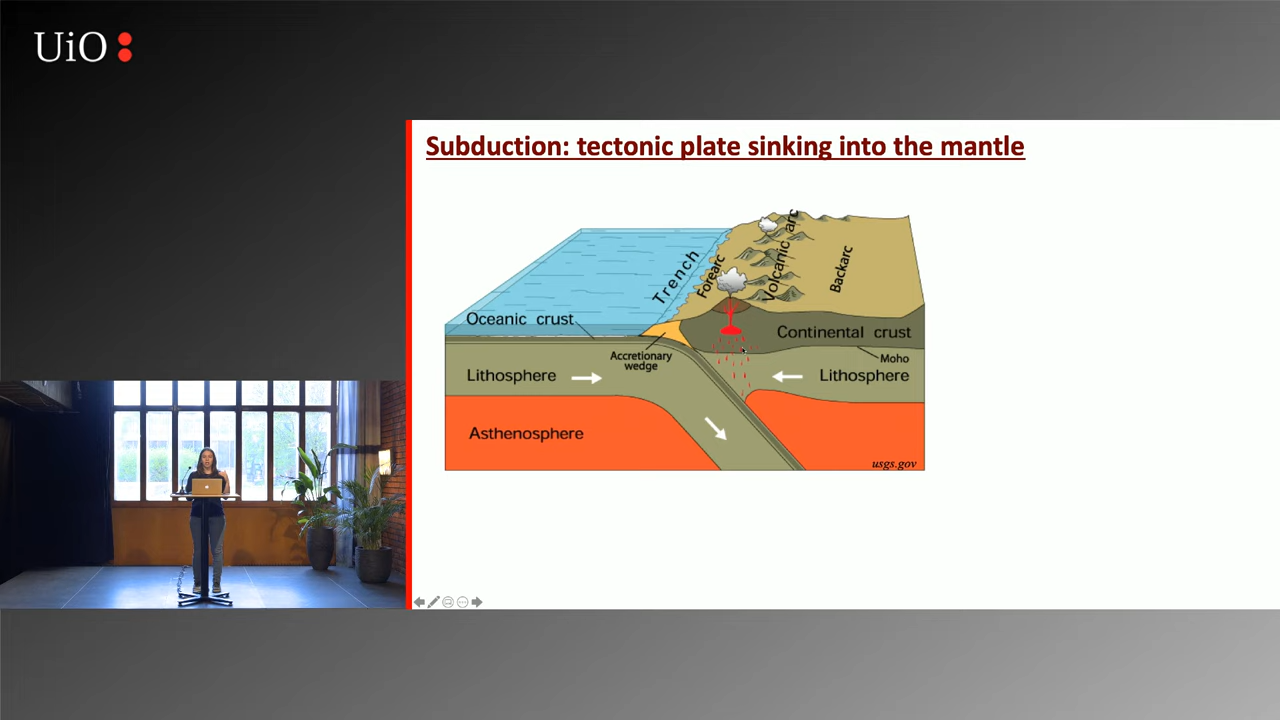 UiO
Subduction: tectonic plate sinking into the mantle
Trench
Forearc
Volcanic arc
Backarc
Oceanic crust
Continental crust
Accretionary
wedge
Moho
Lithosphere
Lithosphere
Asthenosphere
usgs.gov